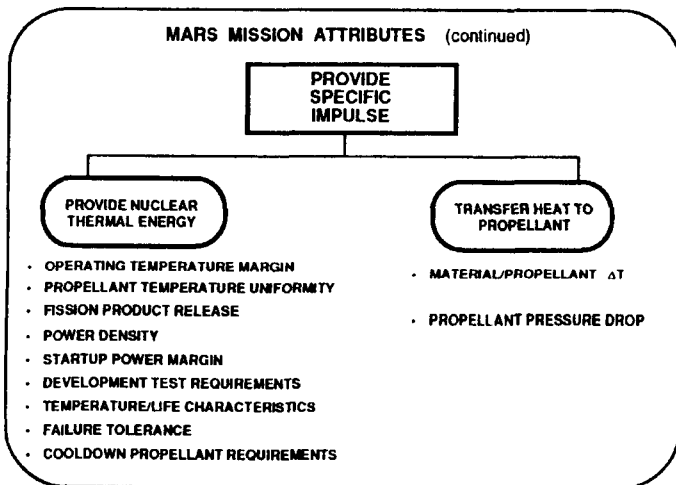 MARS MISSION ATTRIBUTES (continued)
PROVIDE
SPECIFIC
IMPULSE
PROVIDE NUCLEAR
THERMAL ENERGY
· OPERATING TEMPERATURE MARGIN
· PROPELLANT TEMPERATURE UNIFORMITY
· FISSION PRODUCT RELEASE
· POWER DENSITY
· STARTUP POWER MARGIN
· DEVELOPMENT TEST REQUIREMENTS
· TEMPERATURE/LIFE CHARACTERISTICS
· FAILURE TOLERANCE
· COOLDOWN PROPELLANT REQUIREMENTS
TRANSFER HEAT TO
PROPELLANT
· MATERIAL/PROPELLANT ΔT
· PROPELLANT PRESSURE DROP